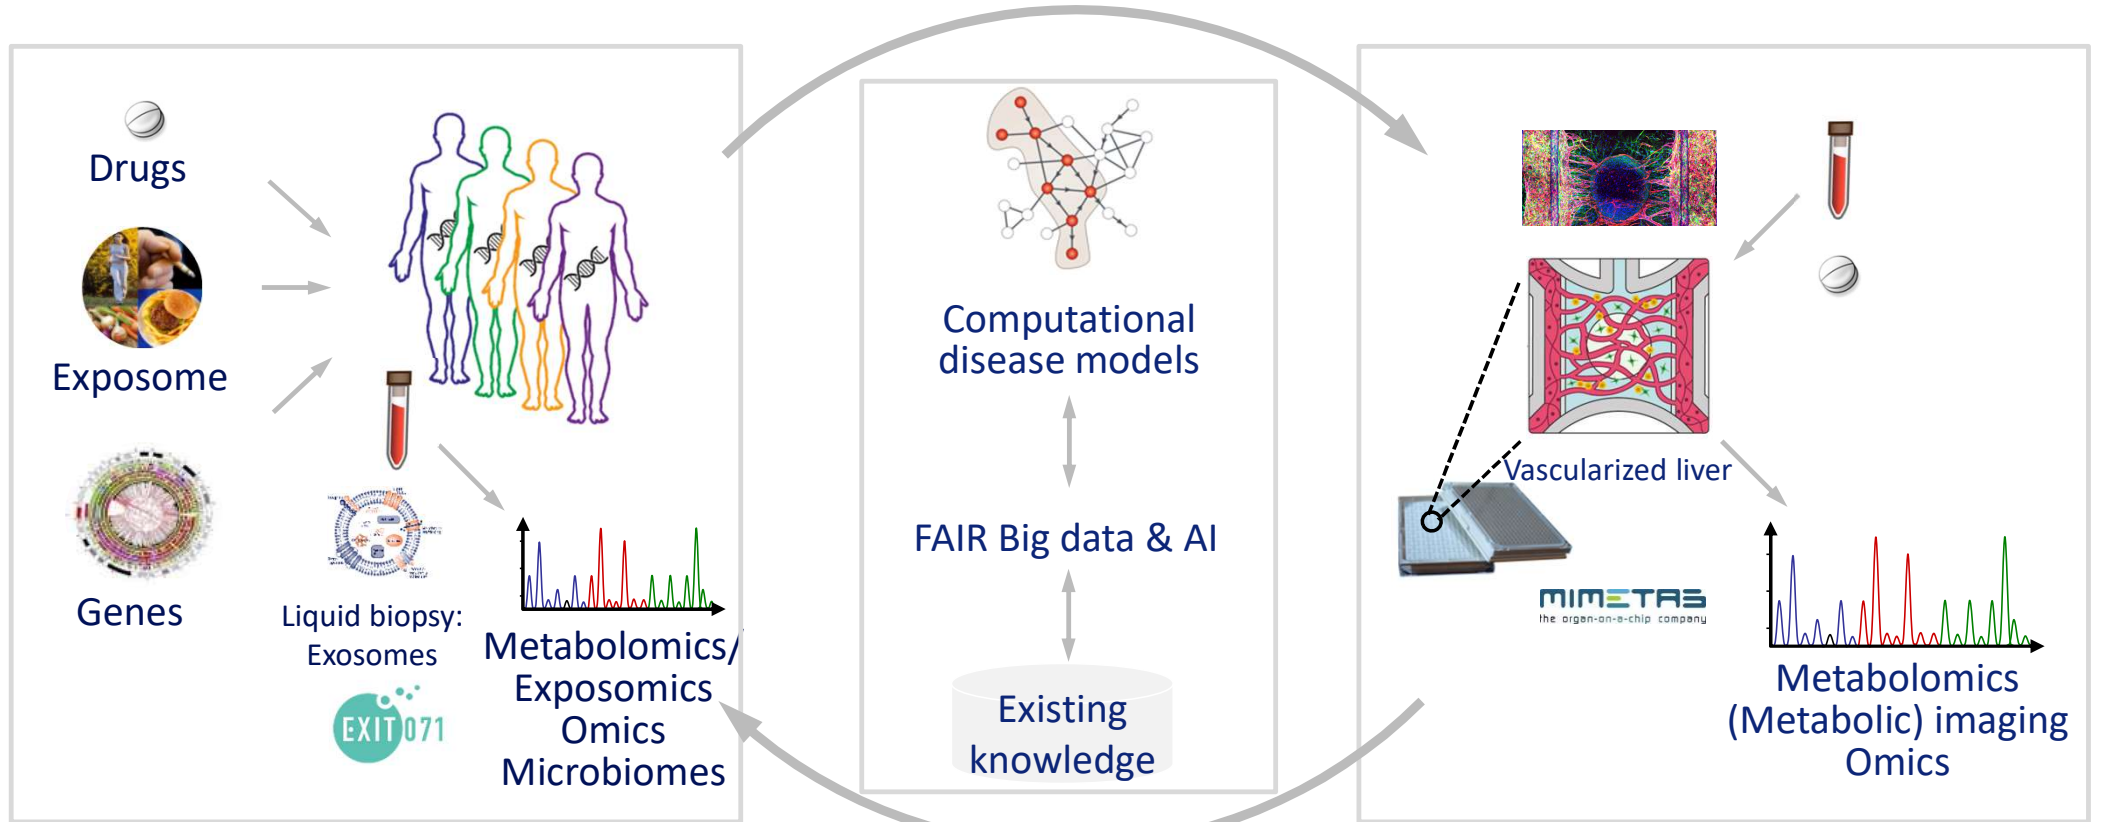 Drugs
Exposome
Genes
Liquid biopsy:
Exosomes
EXIT071
Metabolomics/
Exposomics
Omics
Microbiomes
Computational
disease models
FAIR Big data & AI
Existing
knowledge
Vascularized liver
MIMETAS
the organ-on-a-chip company
Metabolomics
(Metabolic) imaging
Omics